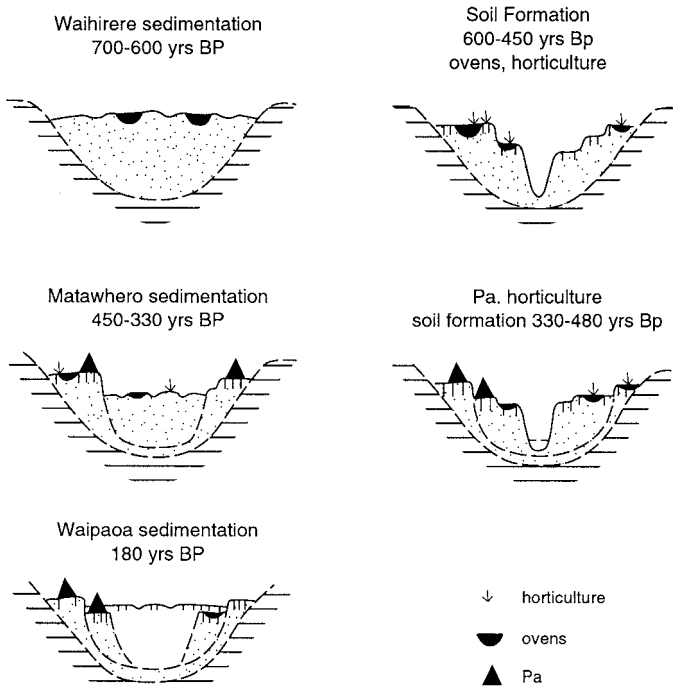 Waihirere sedimentation
700-600 yrs BP
Soil Formation
600-450 yrs Bp
ovens, horticulture
Matawhero sedimentation
450-330 yrs BP
Pa. horticulture
soil formation 330-480 yrs Bp
Waipaoa sedimentation
180 yrs BP
horticulture
ovens
Pa